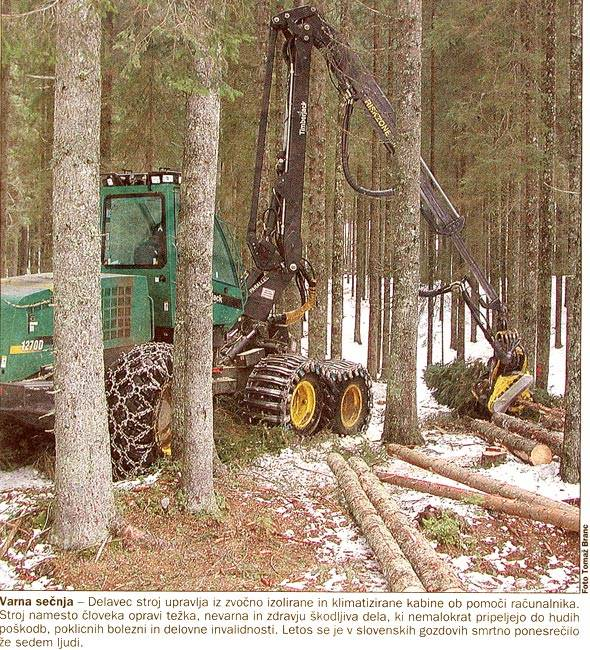 Timberjack
RISK ZONE
1270D
Foto Tomaž Branc
Varna sečnja – Delavec stroj upravlja iz zvočno izolirane in klimatizirane kabine ob pomoči računalnika.
Stroj namesto človeka opravi težka, nevarna in zdravju škodljiva dela, ki nemalokrat pripeljejo do hudih
poškodb, poklicnih bolezni in delovne invalidnosti. Letos se je v slovenskih gozdovih smrtno ponesrečilo
že sedem ljudi.